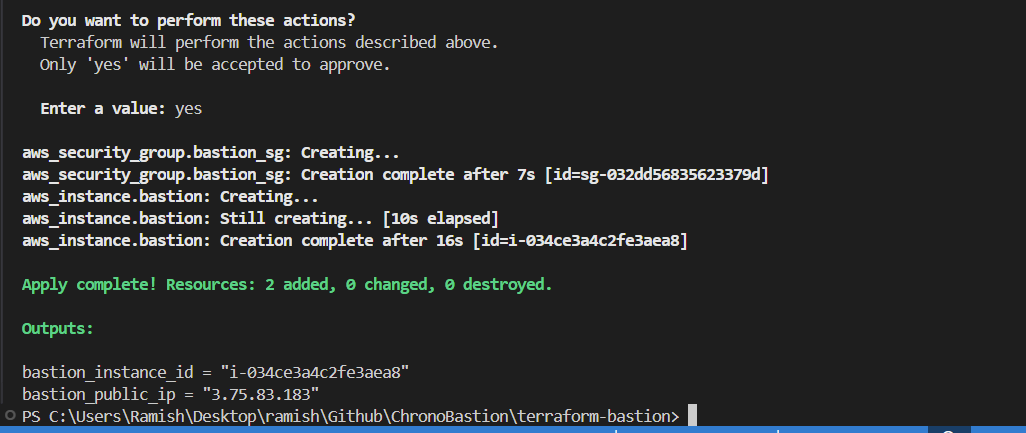 Do you want to perform these actions?
Terraform will perform the actions described above.
Only 'yes' will be accepted to approve.
Enter a value: yes
aws_security_group.bastion_sg: Creating...
aws_security_group.bastion_sg: Creation complete after 7s [id=sg-032dd56835623379d]
aws_instance.bastion: Creating...
aws_instance.bastion: Still creating... [10s elapsed]
aws_instance.bastion: Creation complete after 16s [id=i-034ce3a4c2fe3aea8]
Apply complete! Resources: 2 added, 0 changed, 0 destroyed.
Outputs:
bastion_instance_id = "i-034ce3a4c2fe3aea8"
bastion_public_ip = "3.75.83.183"
PS C:\Users\Ramish\Desktop\ramish\Github\ChronoBastion\terraform-bastion>